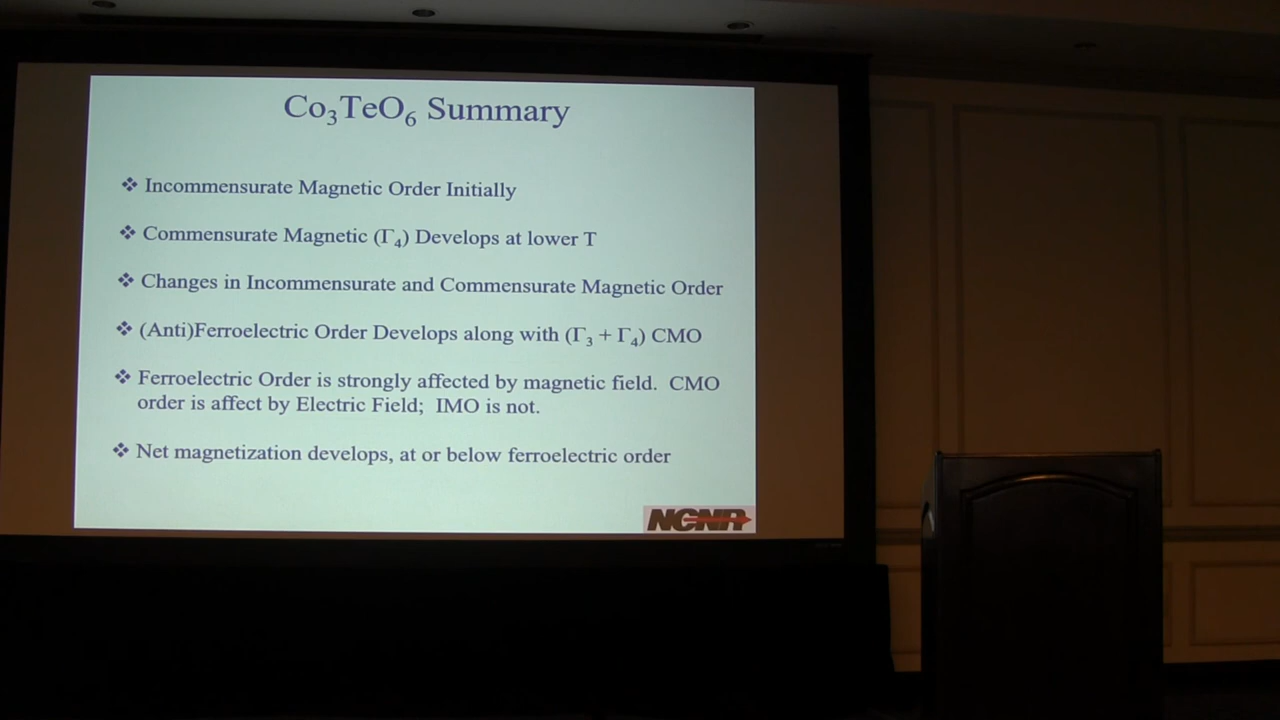 Co₃TeO₆ Summary
❖ Incommensurate Magnetic Order Initially
❖ Commensurate Magnetic (Γ₄) Develops at lower T
❖ Changes in Incommensurate and Commensurate Magnetic Order
❖ (Anti)Ferroelectric Order Develops along with (Γ₃ + Γ₄) CMO
❖ Ferroelectric Order is strongly affected by magnetic field. CMO
order is affect by Electric Field; IMO is not.
❖ Net magnetization develops, at or below ferroelectric order
NCNR